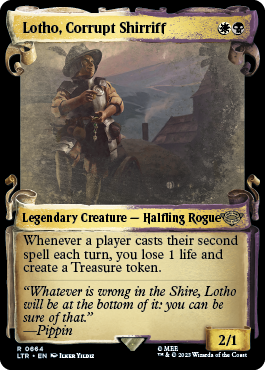 Lotho, Corrupt Shirriff
Legendary Creature — Halfling Rogue
Whenever a player casts their second
spell each turn, you lose 1 life and
create a Treasure token.
“Whatever is wrong in the Shire, Lotho
will be at the bottom of it: you can be
sure of that.”
—Pippin
2/1
R 0664
LTR • EN ILKER YILDIZ
© MEE
™ & © 2023 Wizards of the Coast